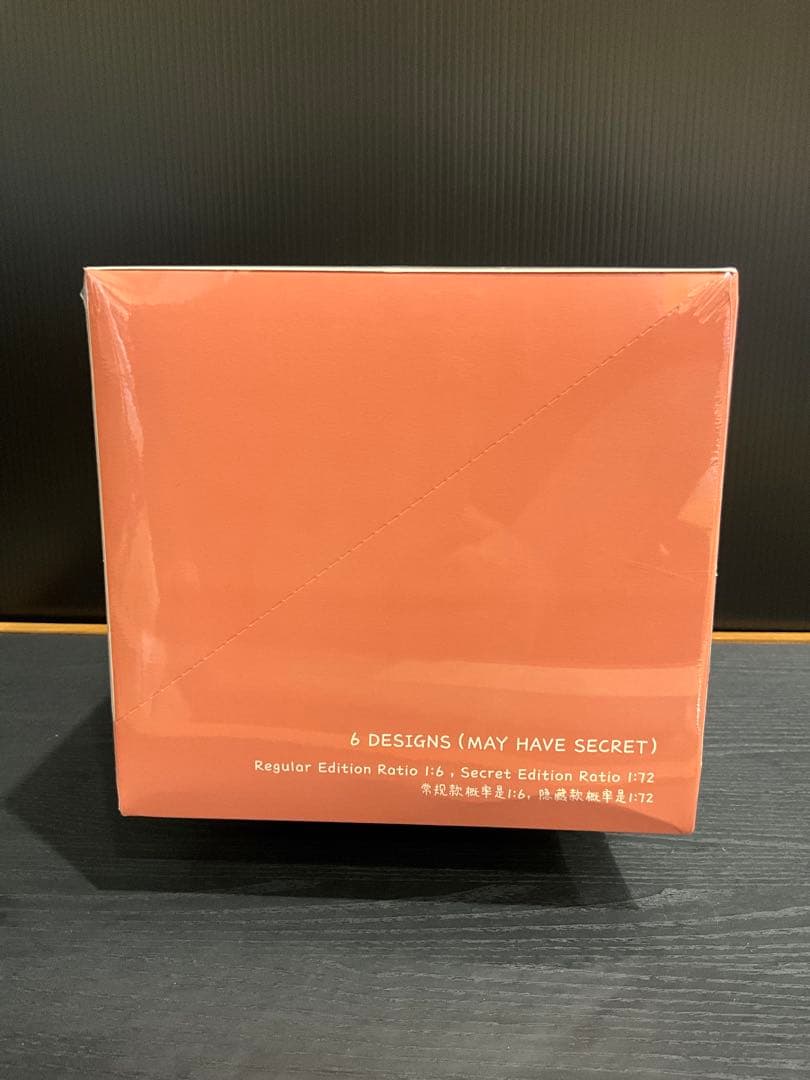 6 DESIGNS (MAY HAVE SECRET)
Regular Edition Ratio 1:6 , Secret Edition Ratio 1:72
常规款概率是1:6, 隐藏款概率是1:72